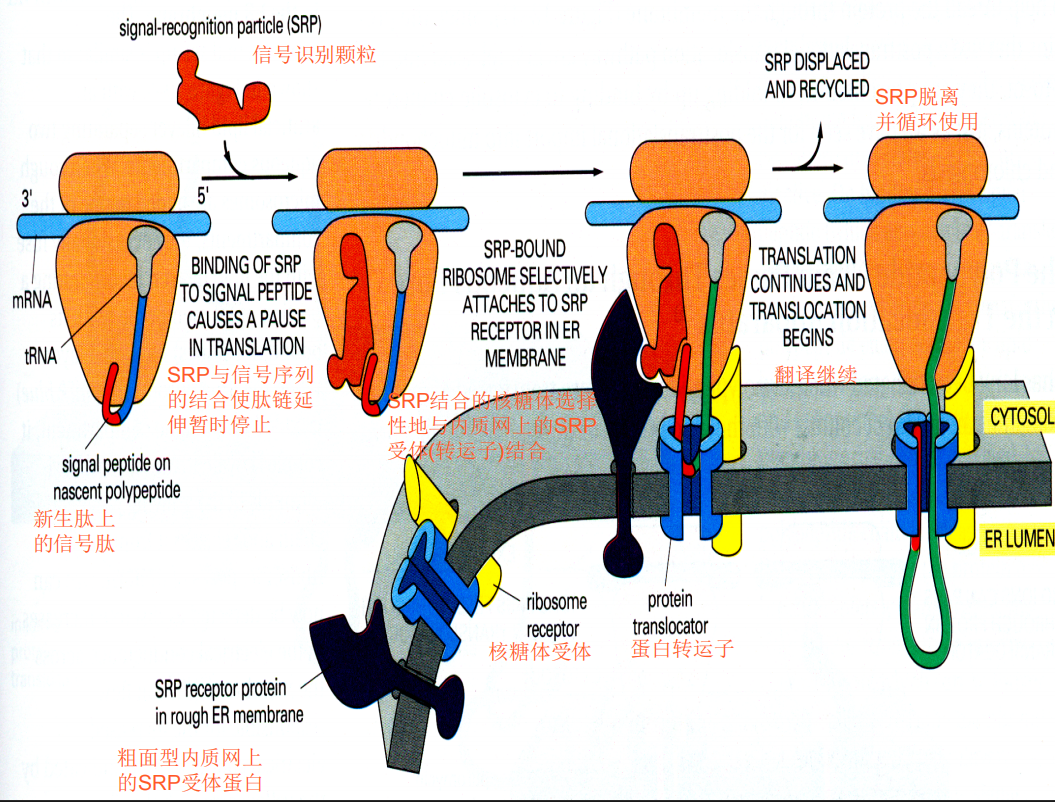 signal-recognition particle (SRP)
信号识别颗粒
SRP DISPLACED
AND RECYCLED
SRP脱离
并循环使用
3'
5'
mRNA
tRNA
BINDING OF SRP
TO SIGNAL PEPTIDE
CAUSES A PAUSE
IN TRANSLATION
SRP与信号序列
的结合使肽链延
伸暂时停止
SRP-BOUND
RIBOSOME SELECTIVELY
ATTACHES TO SRP
RECEPTOR IN ER
MEMBRANE
SRP结合的核糖体选择
性地与内质网上的SRP
受体(转运子)结合
TRANSLATION
CONTINUES AND
TRANSLOCATION
BEGINS
翻译继续
CYTOSOL
ER LUMEN
signal peptide on
nascent polypeptide
新生肽上
的信号肽
ribosome
receptor
核糖体受体
protein
translocator
蛋白转运子
SRP receptor protein
in rough ER membrane
粗面型内质网上
的SRP受体蛋白